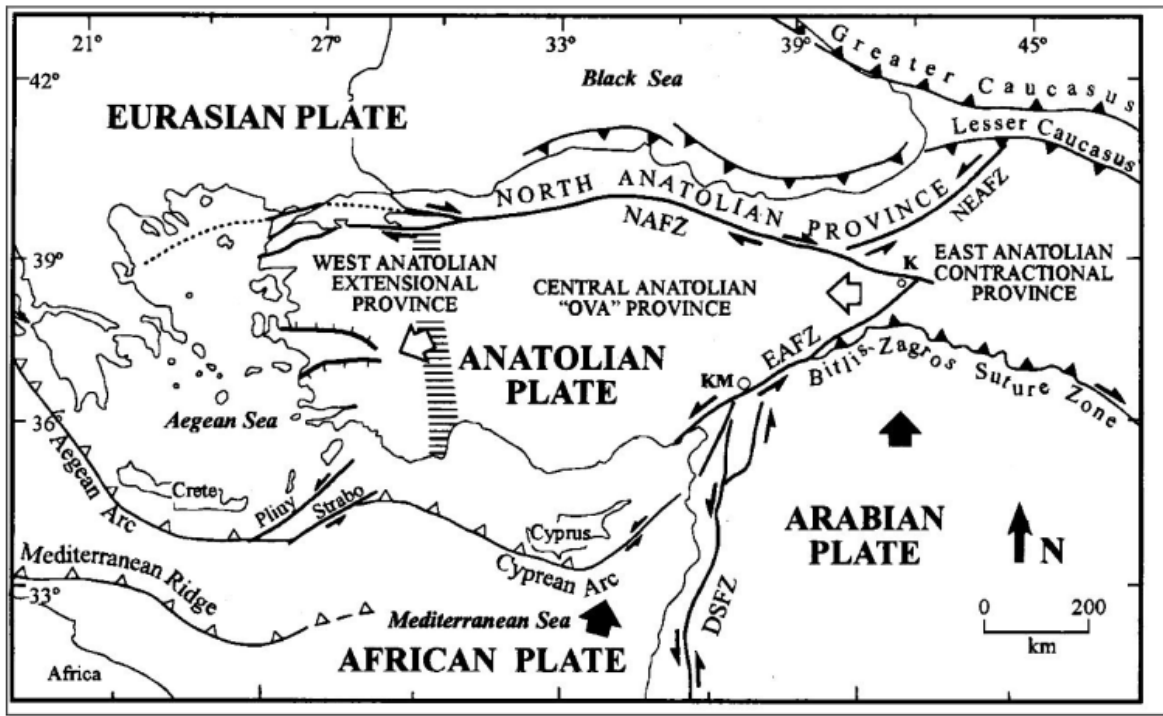 21°
27°
33°
39°
45°
42°
39°
36°
33°
Black Sea
Greater Caucasus
Lesser Caucasus
EURASIAN PLATE
NORTH ANATOLIAN PROVINCE
NAFZ
NEAFZ
K
WEST ANATOLIAN
EXTENSIONAL
PROVINCE
CENTRAL ANATOLIAN
"OVA" PROVINCE
EAST ANATOLIAN
CONTRACTIONAL
PROVINCE
ANATOLIAN
PLATE
EAFZ
KM
Bitlis-Zagros Suture Zone
Aegean Sea
Aegean Arc
Crete
Pliny
Strabo
Cyprus
Cyprean Arc
ARABIAN
PLATE
N
DSFZ
Mediterranean Ridge
Mediterranean Sea
AFRICAN PLATE
Africa
0 200
km